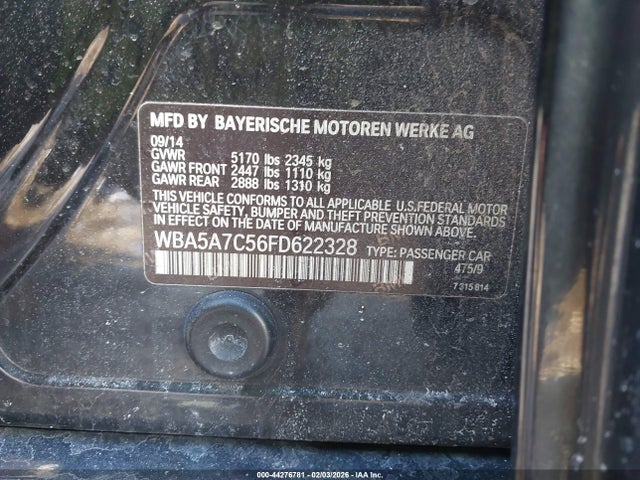 MFD BY BAYERISCHE MOTOREN WERKE AG
09/14
GVWR 5170 lbs 2345 kg
GAWR FRONT 2447 lbs 1110 kg
GAWR REAR 2888 lbs 1310 kg
THIS VEHICLE CONFORMS TO ALL APPLICABLE U.S.FEDERAL MOTOR
VEHICLE SAFETY, BUMPER AND THEFT PREVENTION STANDARDS
IN EFFECT ON THE DATE OF MANUFACTURE SHOWN ABOVE.
WBA5A7C56FD622328 TYPE: PASSENGER CAR
475/9
7 315 814
000-44276781 - 02/03/2026 - IAA Inc.